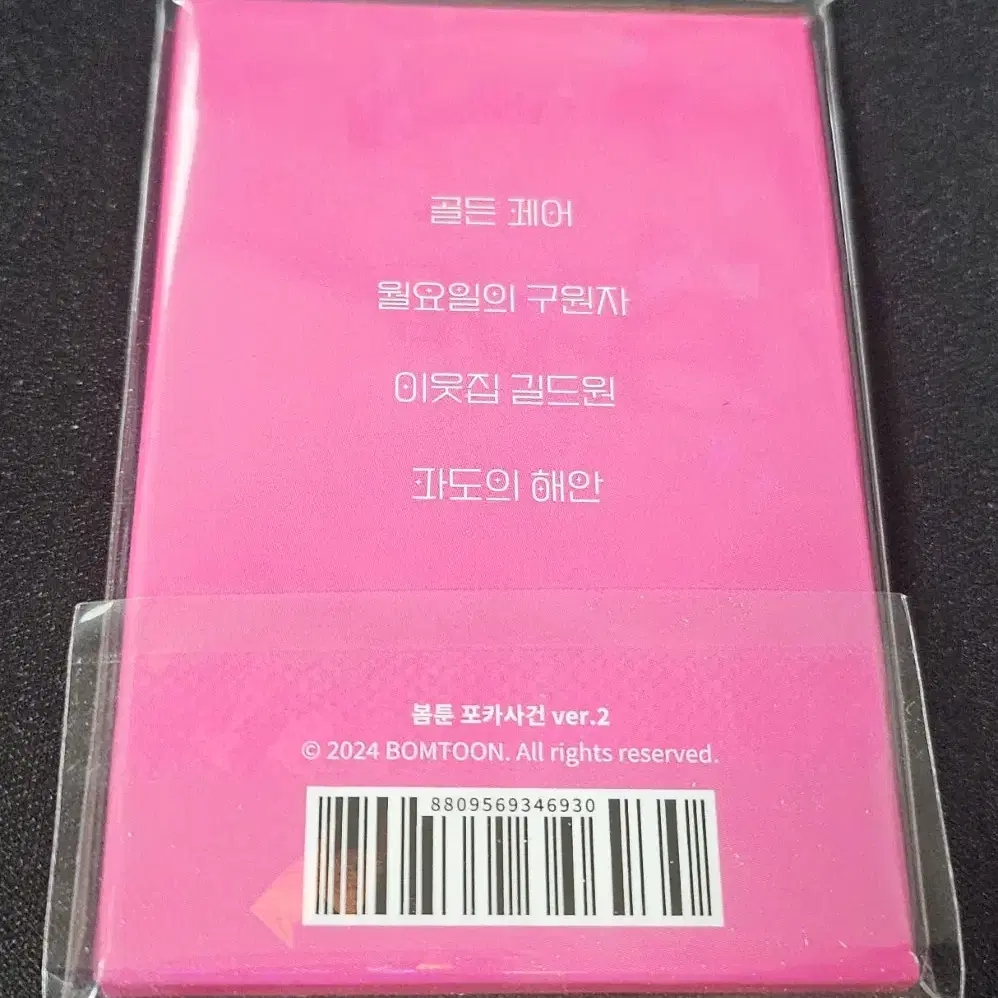 골든 페어
월요일의 구원자
이웃집 길드원
파도의 해안
봄툰 포카사건 ver.2
© 2024 BOMTOON. All rights reserved.
8809569346930